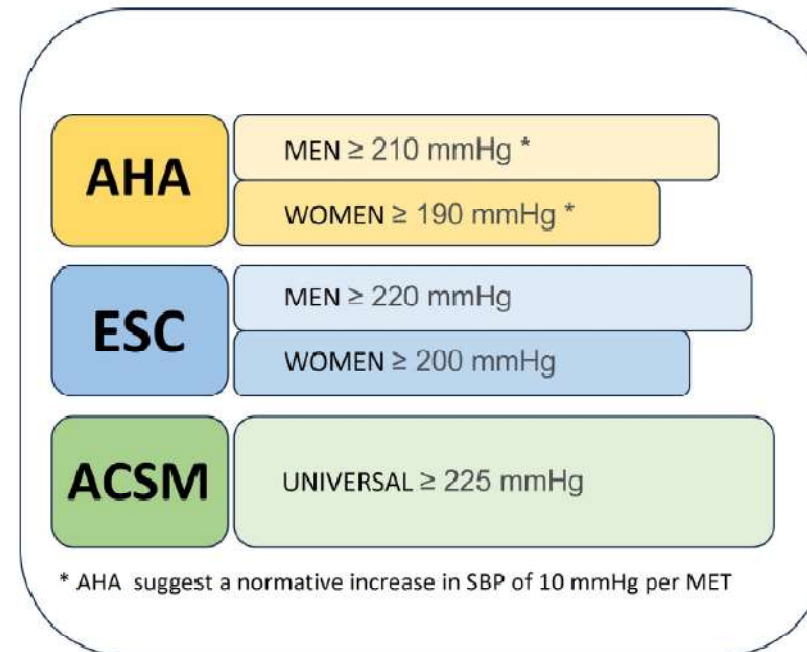 AHA
MEN ≥ 210 mmHg *
WOMEN ≥ 190 mmHg *
ESC
MEN ≥ 220 mmHg
WOMEN ≥ 200 mmHg
ACSM
UNIVERSAL ≥ 225 mmHg
* AHA suggest a normative increase in SBP of 10 mmHg per MET